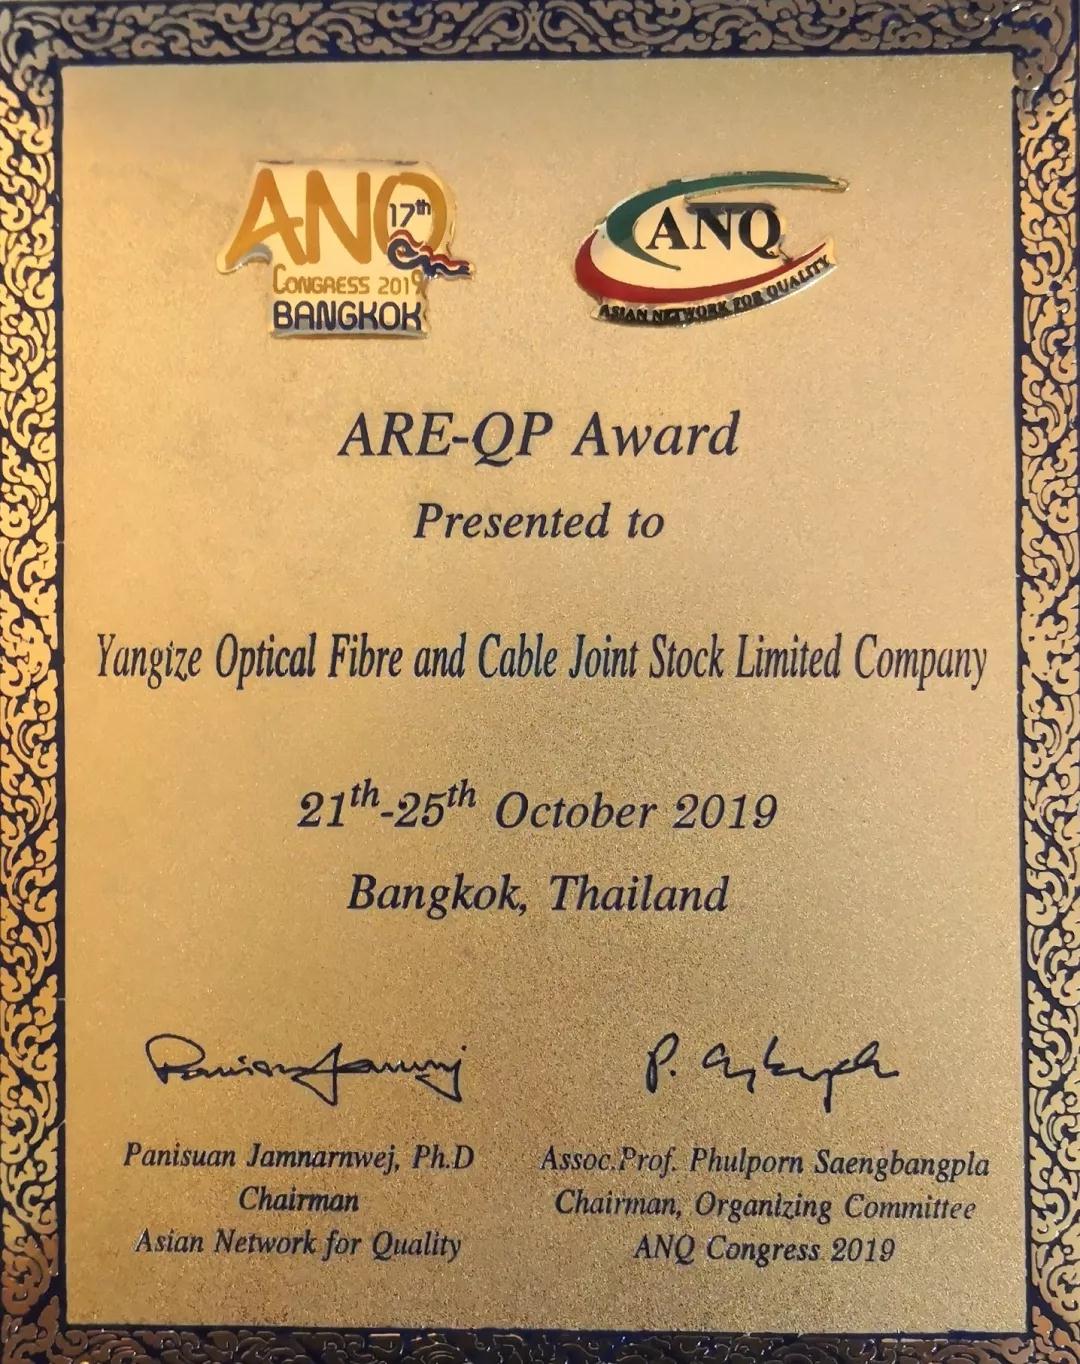 ANQ
17th
CONGRESS 2019
BANGKOK
ANQ
ASIAN NETWORK FOR QUALITY
ARE-QP Award
Presented to
Yangtze Optical Fibre and Cable Joint Stock Limited Company
21th-25th October 2019
Bangkok, Thailand
Panisuan Jamnarnwej, Ph.D
Chairman
Asian Network for Quality
Assoc.Prof. Phulporn Saengbangpla
Chairman, Organizing Committee
ANQ Congress 2019